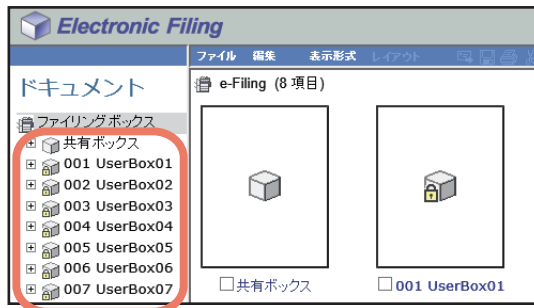 Electronic Filing
ファイル 編集 表示形式 レイアウト
ドキュメント
e-Filing (8 項目)
ファイリングボックス
共有ボックス
001 UserBox01
002 UserBox02
003 UserBox03
004 UserBox04
005 UserBox05
006 UserBox06
007 UserBox07
共有ボックス
001 UserBox01